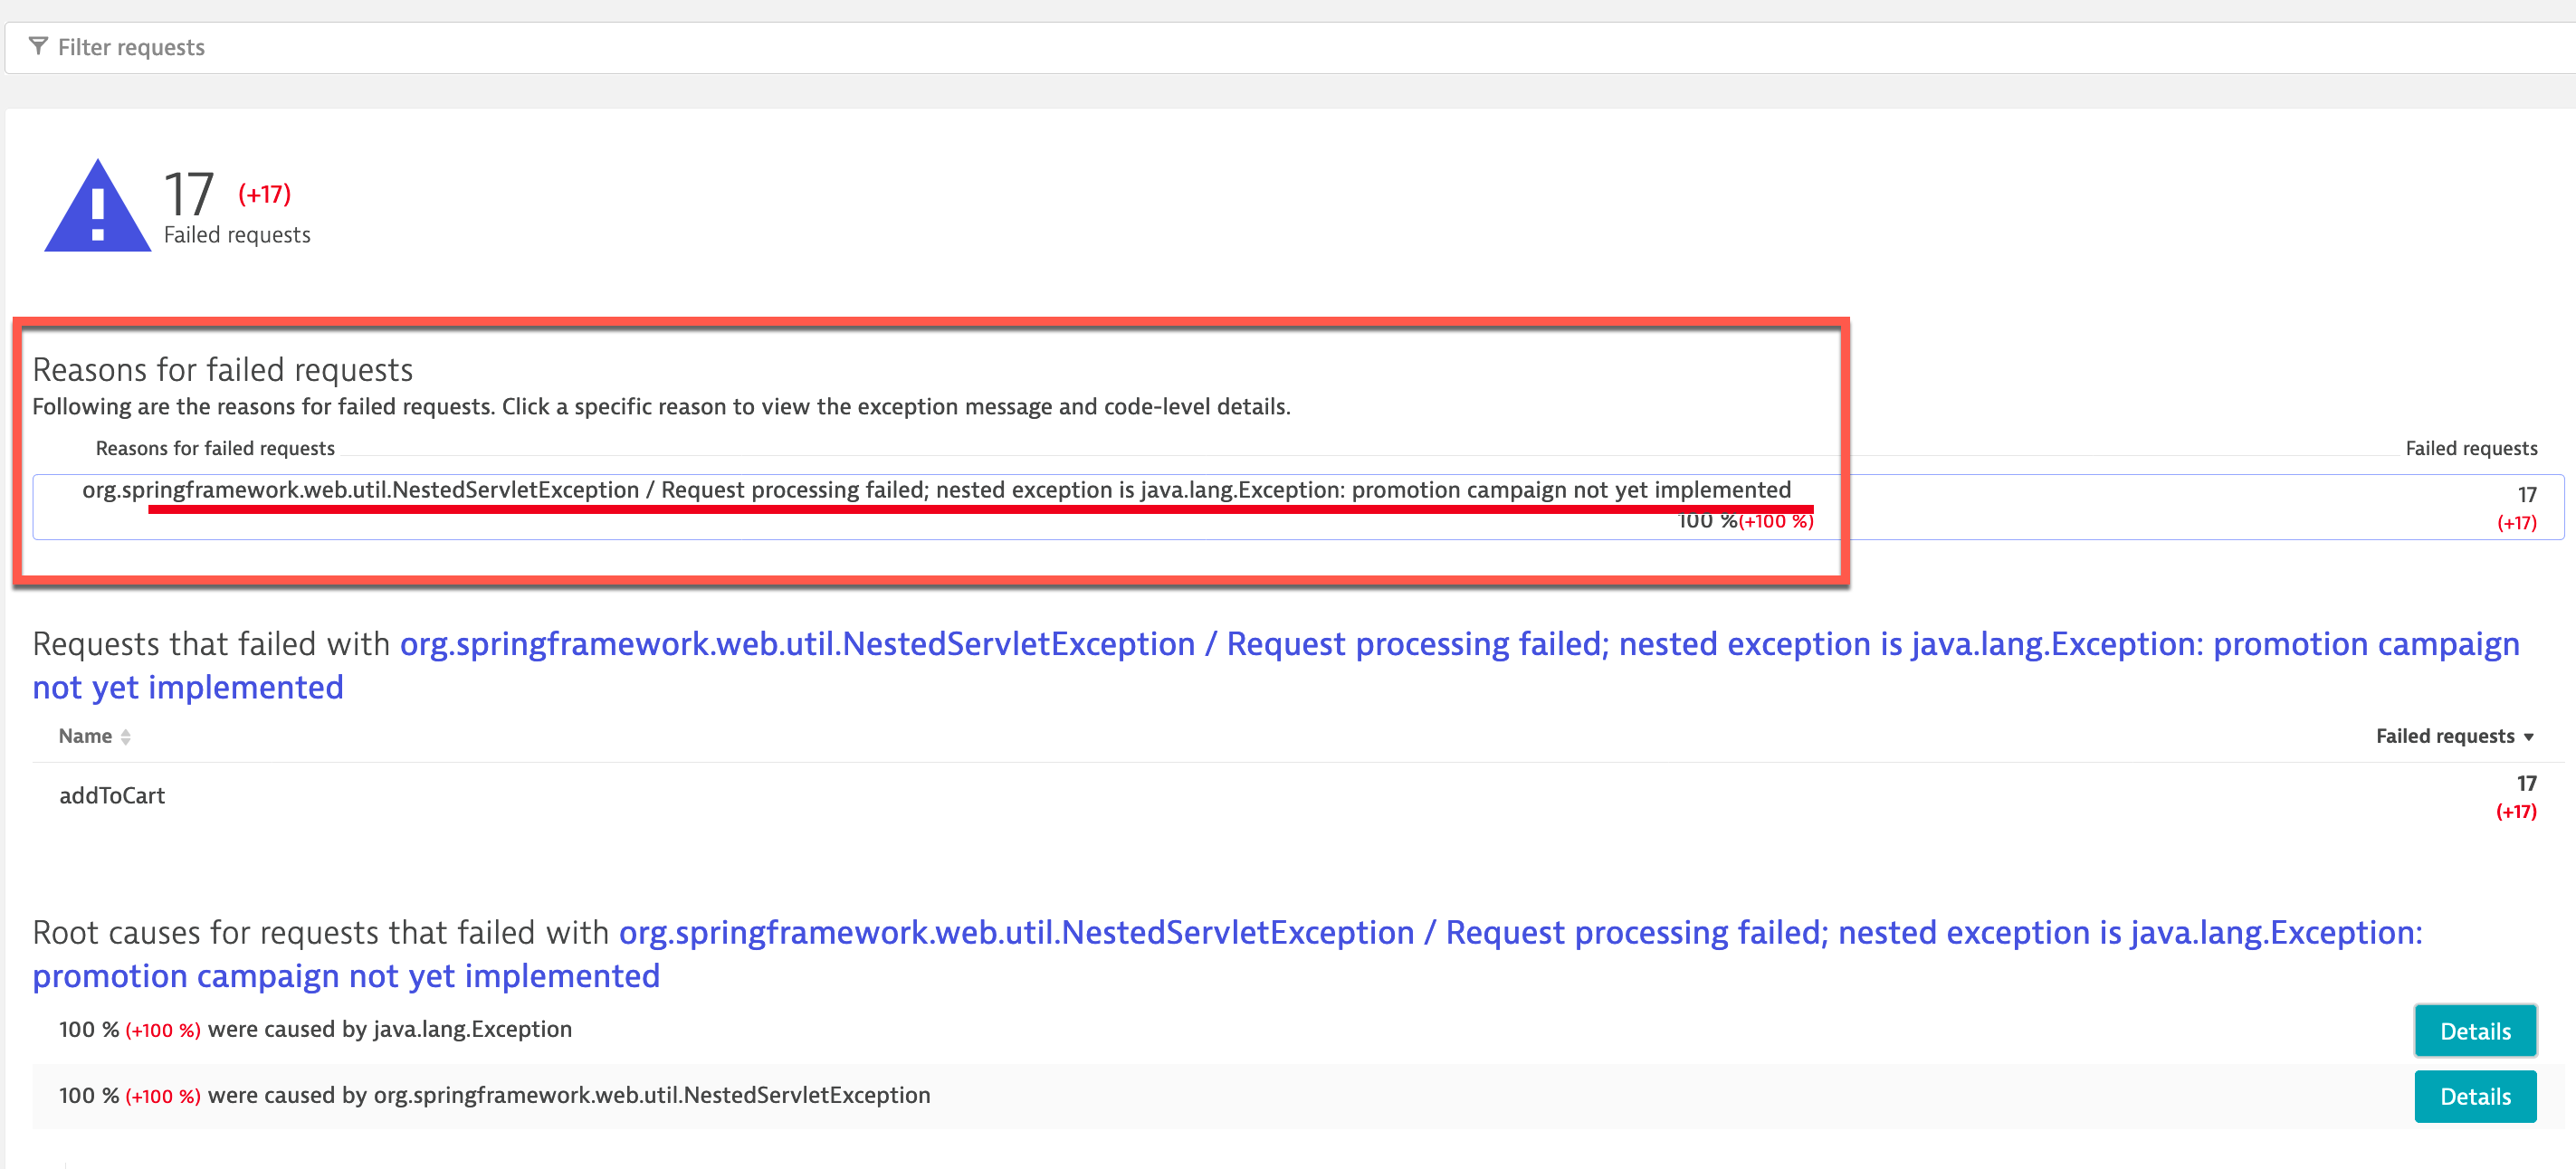 Filter requests
17 (+17)
Failed requests
Reasons for failed requests
Following are the reasons for failed requests. Click a specific reason to view the exception message and code-level details.
Reasons for failed requests Failed requests
org.springframework.web.util.NestedServletException / Request processing failed; nested exception is java.lang.Exception: promotion campaign not yet implemented 17
100 %(+100 %) (+17)
Requests that failed with org.springframework.web.util.NestedServletException / Request processing failed; nested exception is java.lang.Exception: promotion campaign
not yet implemented
Name Failed requests
addToCart 17
(+17)
Root causes for requests that failed with org.springframework.web.util.NestedServletException / Request processing failed; nested exception is java.lang.Exception:
promotion campaign not yet implemented
100 % (+100 %) were caused by java.lang.Exception Details
100 % (+100 %) were caused by org.springframework.web.util.NestedServletException Details